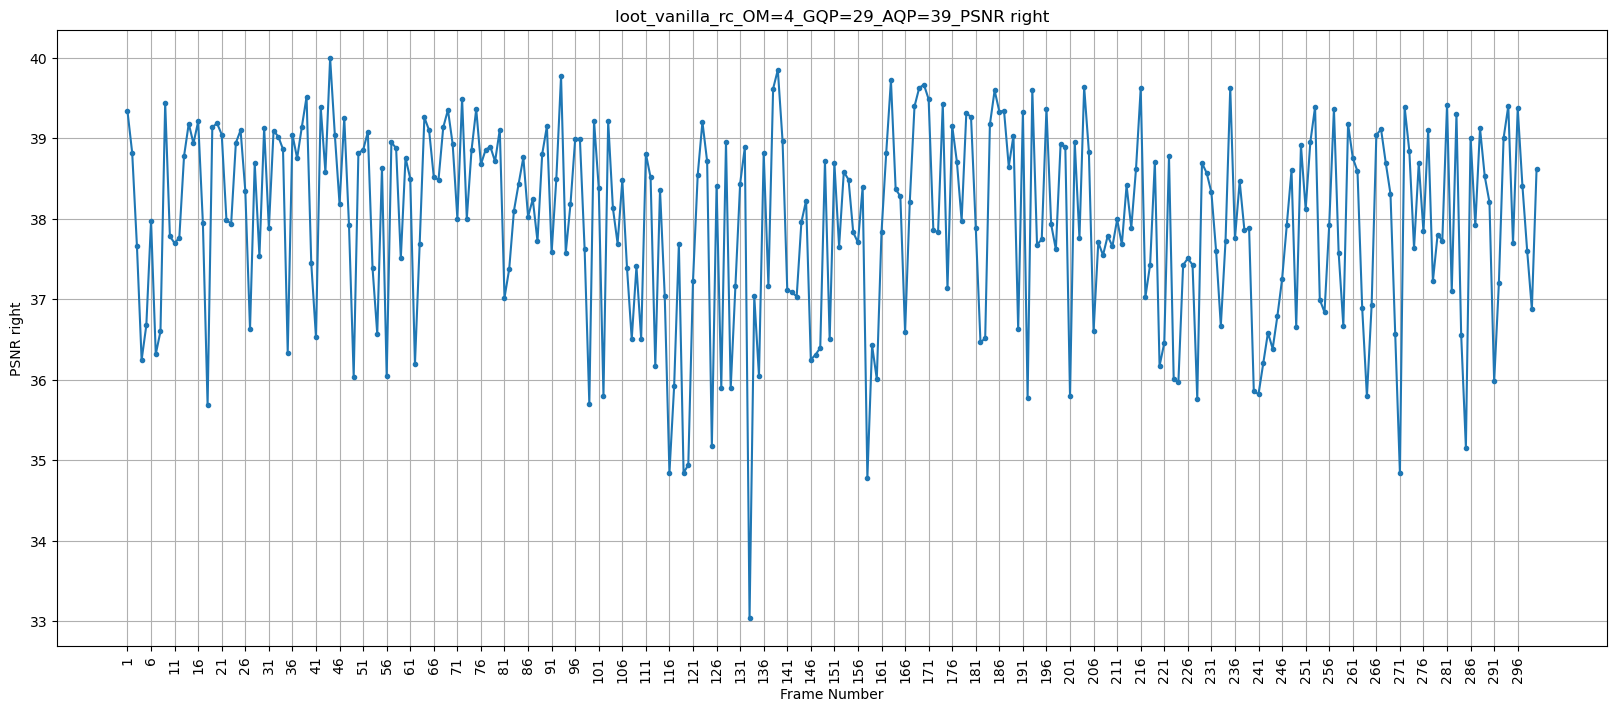 loot_vanilla_rc_OM=4_GQP=29_AQP=39_PSNR right
40
39
38
37
36
35
34
33
PSNR right
1 6 11 16 21 26 31 36 41 46 51 56 61 66 71 76 81 86 91 96 101 106 111 116 121 126 131 136 141 146 151 156 161 166 171 176 181 186 191 196 201 206 211 216 221 226 231 236 241 246 251 256 261 266 271 276 281 286 291 296
Frame Number